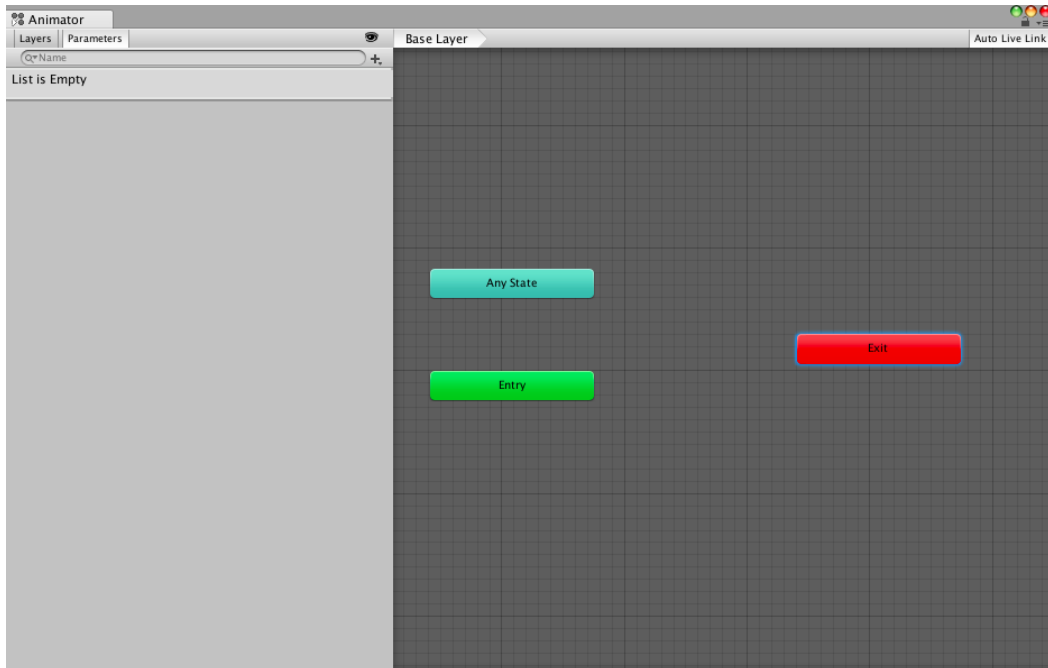 Animator
Layers Parameters
Base Layer
Auto Live Link
Name
List is Empty
Any State
Exit
Entry